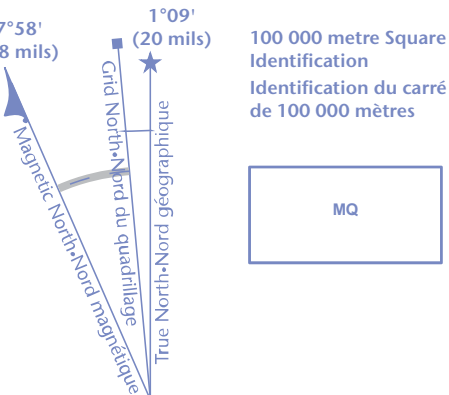 7°58'
8 mils)
1°09'
(20 mils)
Magnetic North•Nord magnétique
Grid North•Nord du quadrillage
True North•Nord géographique
100 000 metre Square
Identification
Identification du carré
de 100 000 mètres
MQ